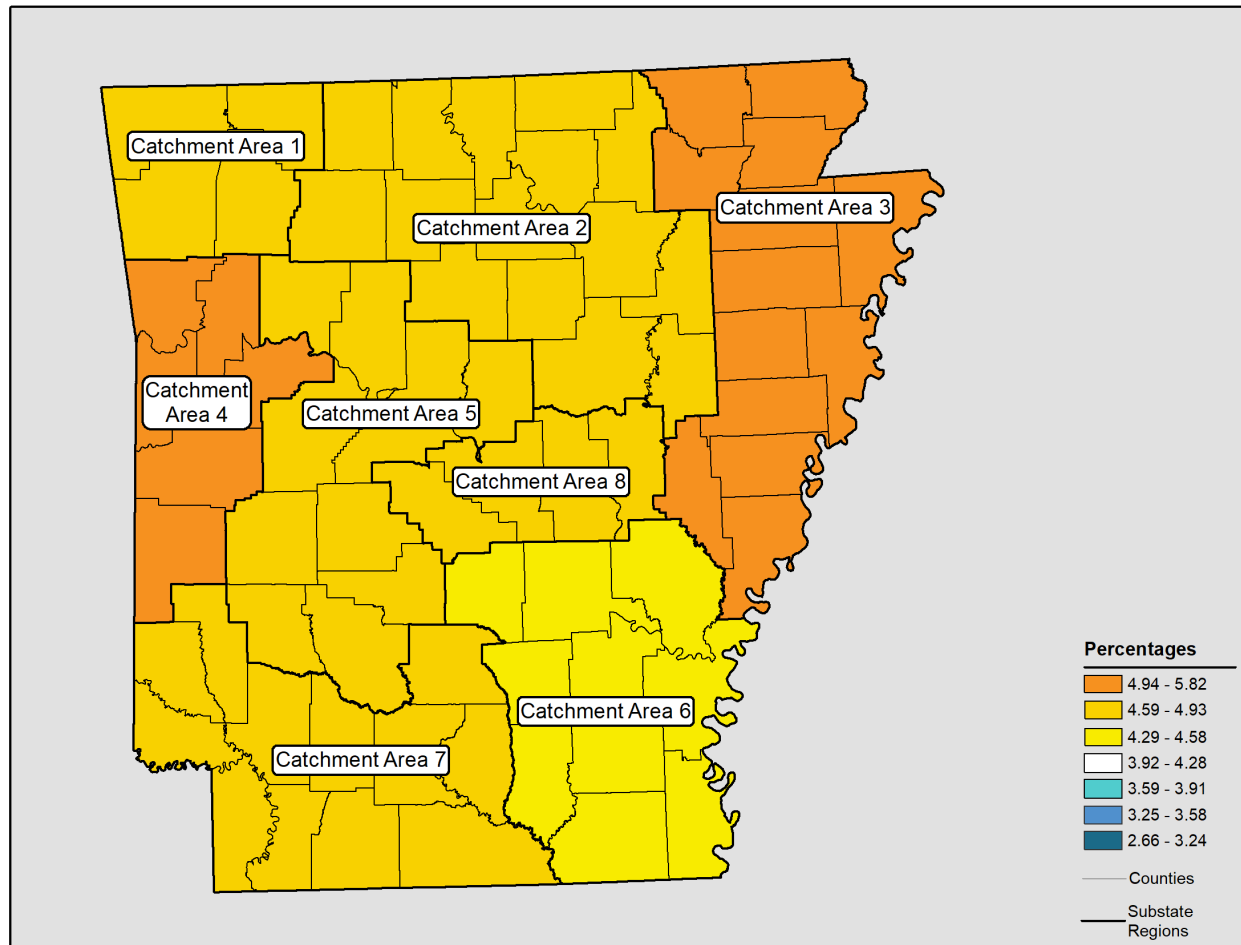 Catchment Area 1
Catchment Area 3
Catchment Area 2
Catchment
Area 4
Catchment Area 5
Catchment Area 8
Catchment Area 6
Catchment Area 7
Percentages
4.94 - 5.82
4.59 - 4.93
4.29 - 4.58
3.92 - 4.28
3.59 - 3.91
3.25 - 3.58
2.66 - 3.24
Counties
Substate
Regions